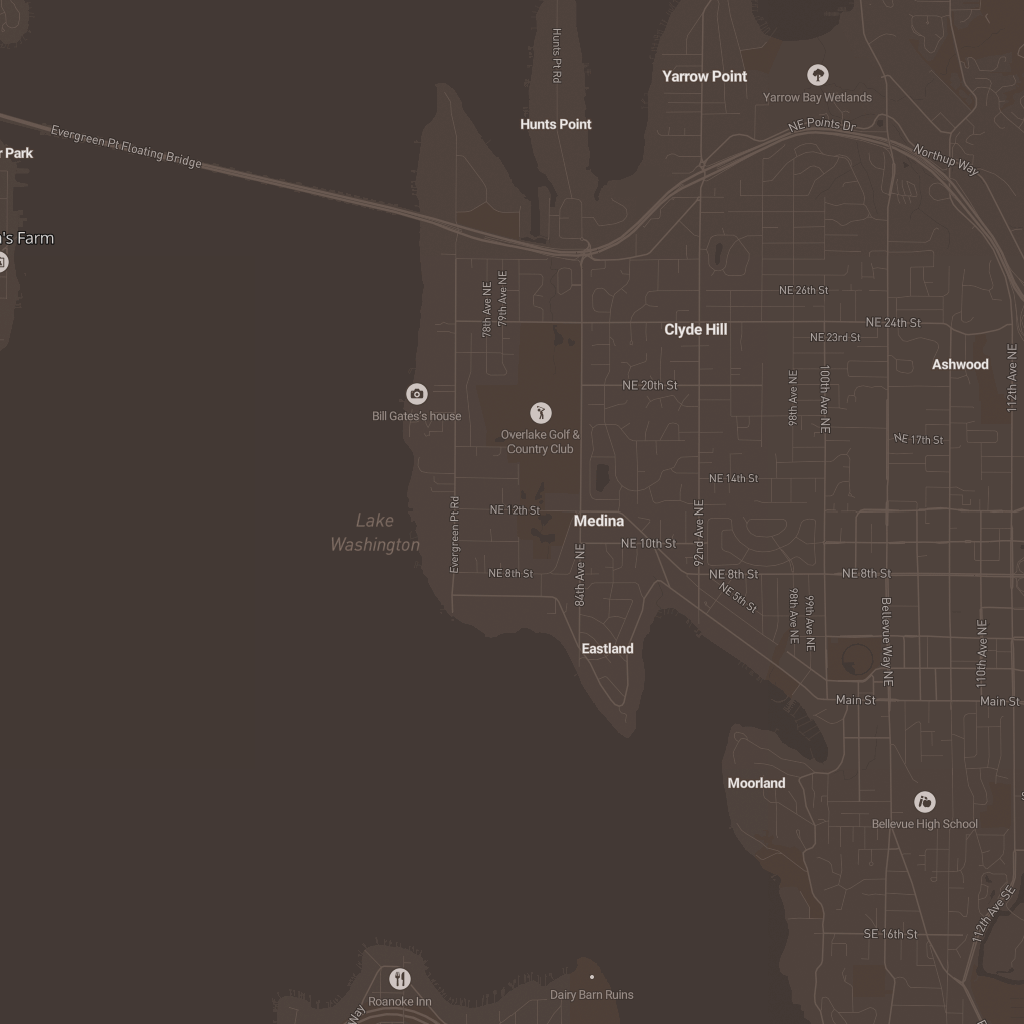 Hunts Pt Rd
Yarrow Point
Yarrow Bay Wetlands
Hunts Point
NE Points Dr
Evergreen Pt Floating Bridge
Northup Way
r Park
's Farm
78th Ave NE
79th Ave NE
NE 26th St
NE 24th St
Clyde Hill
NE 23rd St
Ashwood
112th Ave NE
NE 20th St
98th Ave NE
100th Ave NE
Bill Gates's house
Overlake Golf &
Country Club
NE 17th St
NE 14th St
Evergreen Pt Rd
NE 12th St
Lake
Washington
Medina
92nd Ave NE
NE 10th St
84th Ave NE
NE 8th St
NE 8th St
NE 8th St
NE 5th St
98th Ave NE
99th Ave NE
Bellevue Way NE
110th Ave NE
Eastland
Main St
Main St
Moorland
Bellevue High School
112th Ave SE
SE 16th St
Roanoke Inn
Way
Dairy Barn Ruins